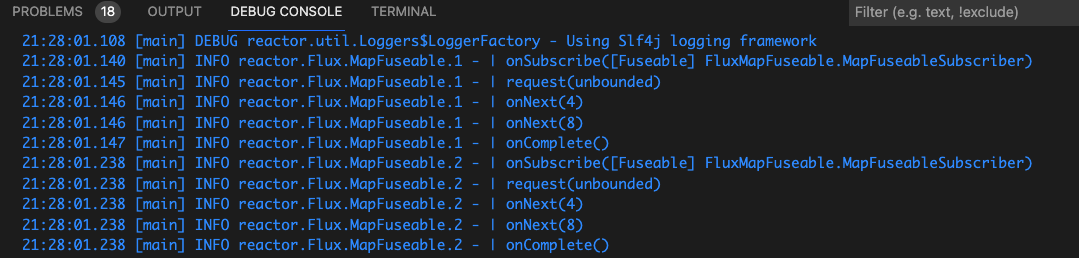 PROBLEMS 18 OUTPUT DEBUG CONSOLE TERMINAL Filter (e.g. text, !exclude)
21:28:01.108 [main] DEBUG reactor.util.Loggers$LoggerFactory - Using Slf4j logging framework
21:28:01.140 [main] INFO reactor.Flux.MapFuseable.1 - | onSubscribe([Fuseable] FluxMapFuseable.MapFuseableSubscriber)
21:28:01.145 [main] INFO reactor.Flux.MapFuseable.1 - | request(unbounded)
21:28:01.146 [main] INFO reactor.Flux.MapFuseable.1 - | onNext(4)
21:28:01.146 [main] INFO reactor.Flux.MapFuseable.1 - | onNext(8)
21:28:01.147 [main] INFO reactor.Flux.MapFuseable.1 - | onComplete()
21:28:01.238 [main] INFO reactor.Flux.MapFuseable.2 - | onSubscribe([Fuseable] FluxMapFuseable.MapFuseableSubscriber)
21:28:01.238 [main] INFO reactor.Flux.MapFuseable.2 - | request(unbounded)
21:28:01.238 [main] INFO reactor.Flux.MapFuseable.2 - | onNext(4)
21:28:01.238 [main] INFO reactor.Flux.MapFuseable.2 - | onNext(8)
21:28:01.238 [main] INFO reactor.Flux.MapFuseable.2 - | onComplete()